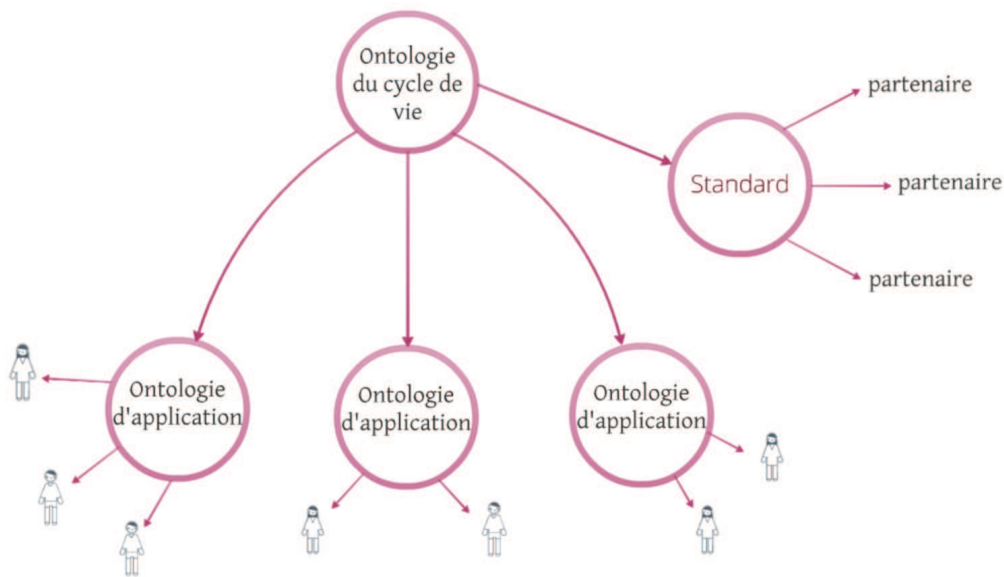 Ontologie
du cycle de
vie
partenaire
Standard
partenaire
partenaire
Ontologie
d'application
Ontologie
d'application
Ontologie
d'application